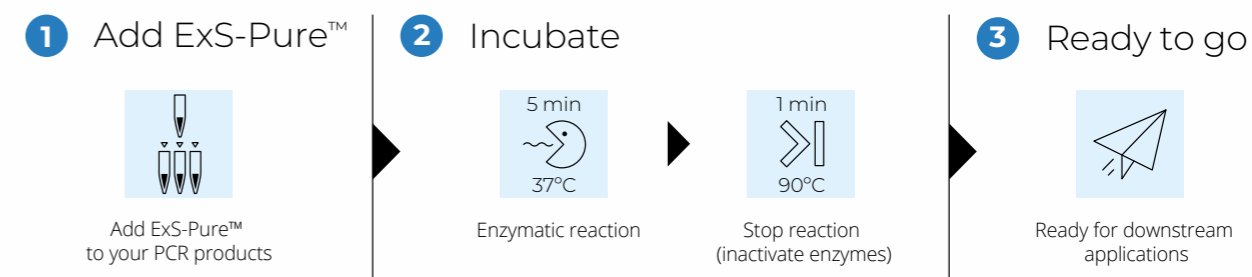 1 Add ExS-Pure™
Add ExS-Pure™
to your PCR products
2 Incubate
5 min
37°C
Enzymatic reaction
1 min
90°C
Stop reaction
(inactivate enzymes)
3 Ready to go
Ready for downstream
applications